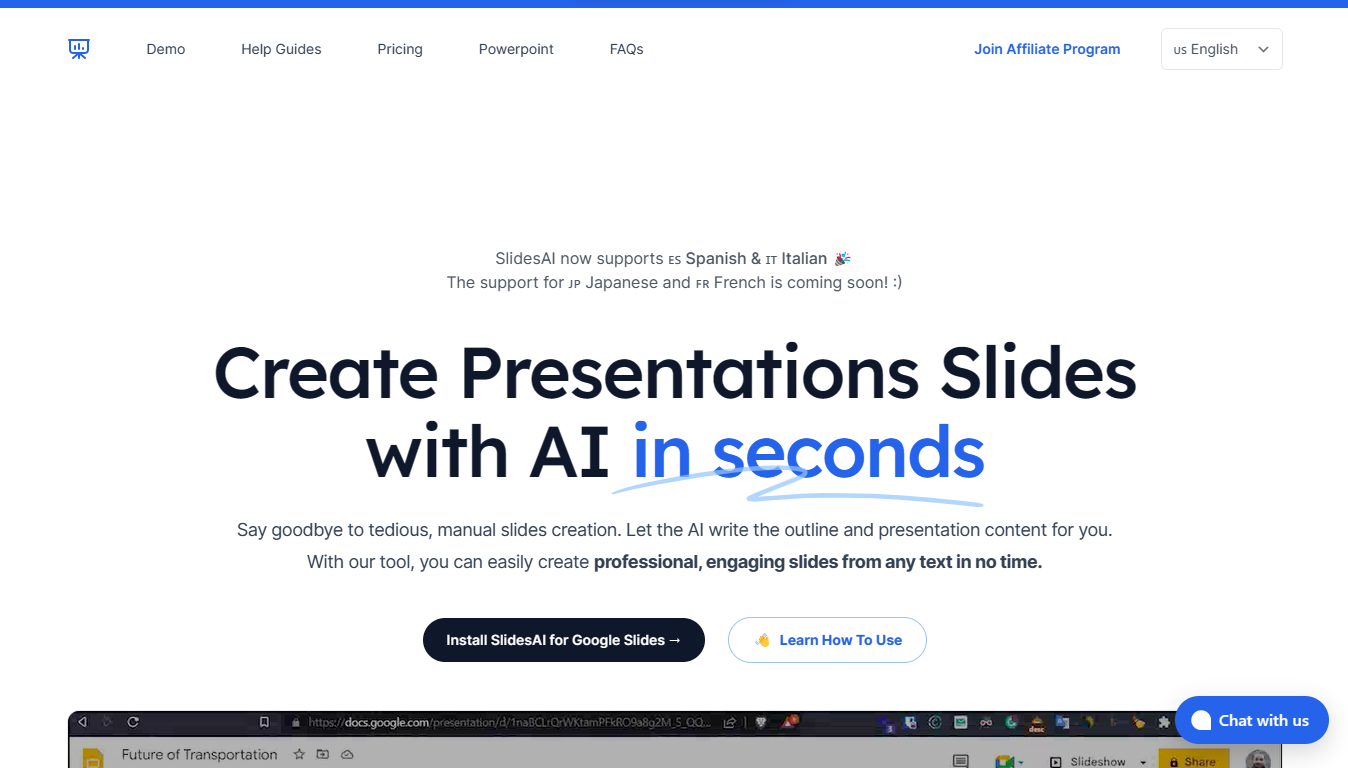 Demo
Help Guides
Pricing
Powerpoint
FAQs
Join Affiliate Program
US English
SlidesAI now supports ES Spanish & IT Italian 🎉
The support for JP Japanese and FR French is coming soon! :)
Create Presentations Slides
with AI in seconds
Say goodbye to tedious, manual slides creation. Let the AI write the outline and presentation content for you.
With our tool, you can easily create professional, engaging slides from any text in no time.
Install SlidesAI for Google Slides →
👋 Learn How To Use
Chat with us
https://docs.google.com/presentation/d/
Future of Transportation
Slideshow
Share